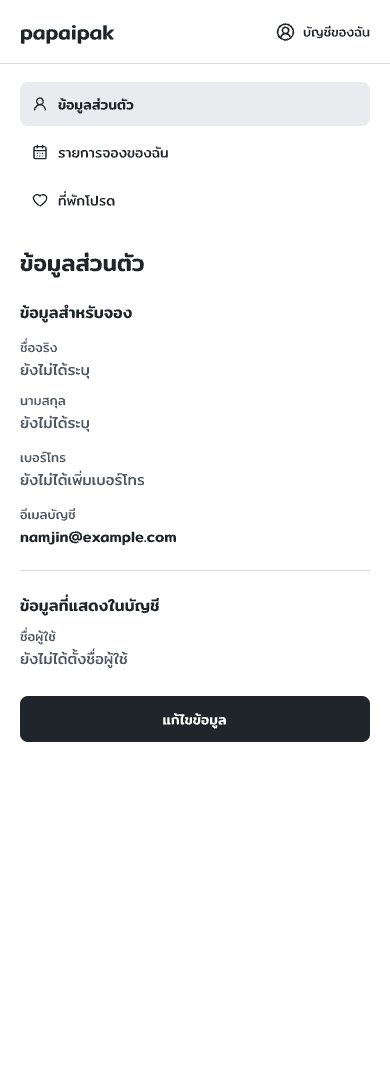 papaipak
บัญชีของฉัน
ข้อมูลส่วนตัว
รายการจองของฉัน
ที่พักโปรด
ข้อมูลส่วนตัว
ข้อมูลสำหรับจอง
ชื่อจริง
ยังไม่ได้ระบุ
นามสกุล
ยังไม่ได้ระบุ
เบอร์โทร
ยังไม่ได้เพิ่มเบอร์โทร
อีเมลบัญชี
namjin@example.com
ข้อมูลที่แสดงในบัญชี
ชื่อผู้ใช้
ยังไม่ได้ตั้งชื่อผู้ใช้
แก้ไขข้อมูล